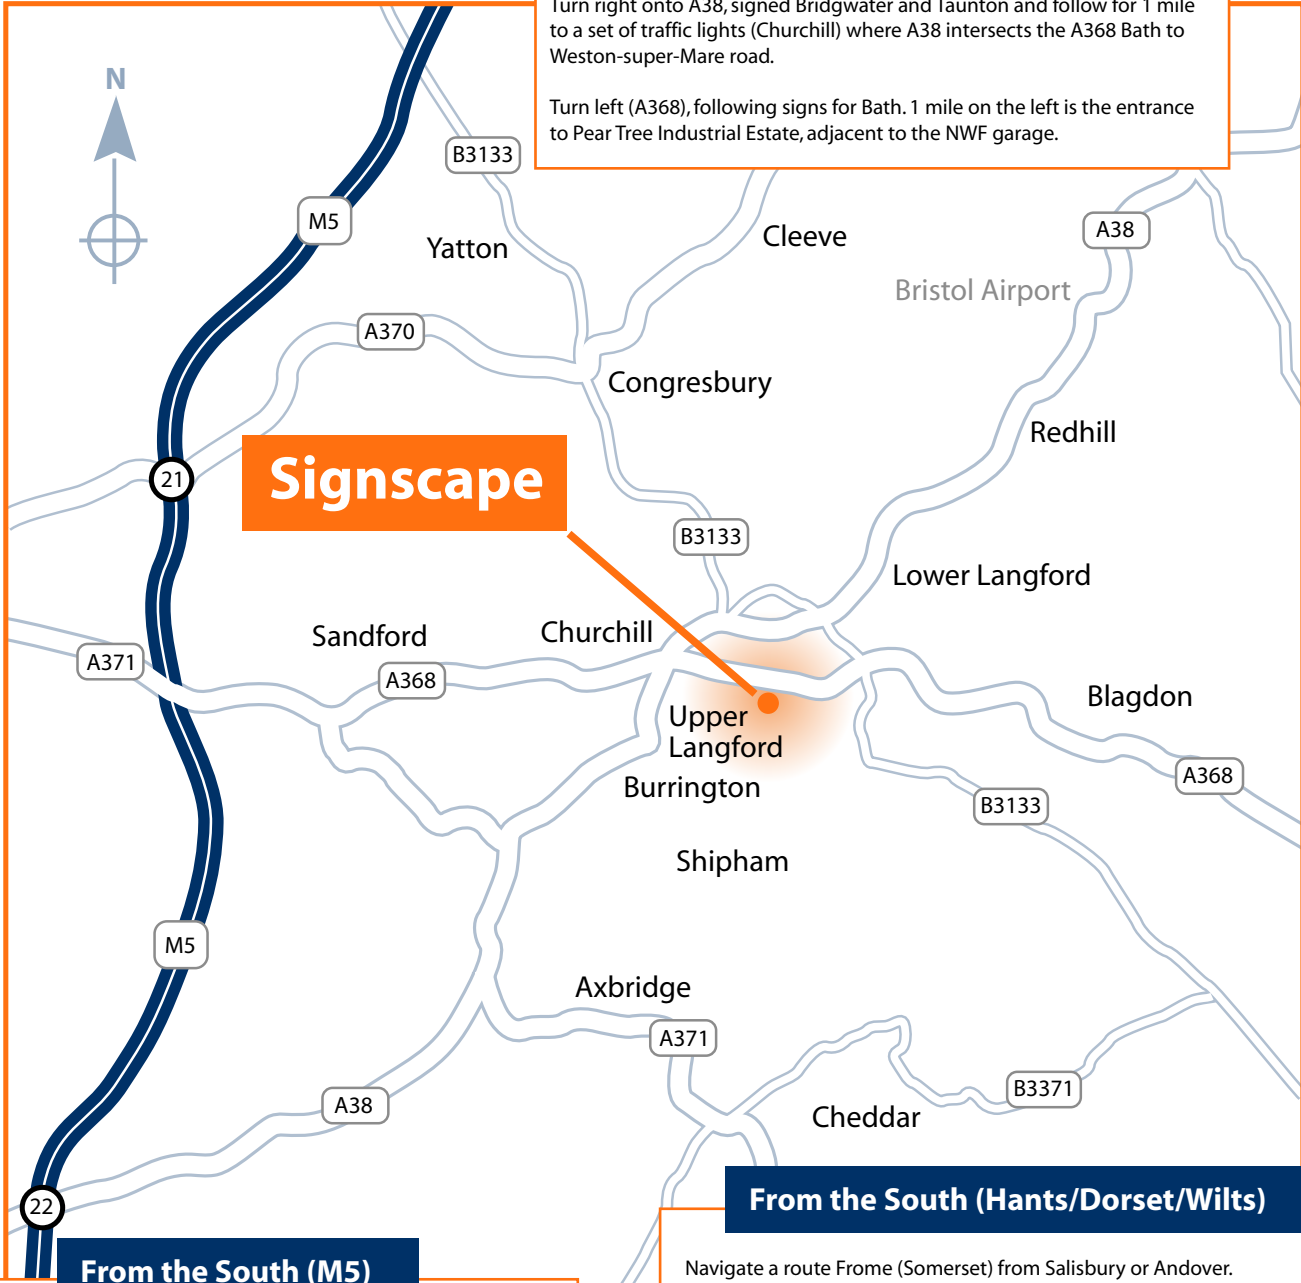 Turn right onto A38, signed Bridgwater and Taunton and follow for 1 mile
to a set of traffic lights (Churchill) where A38 intersects the A368 Bath to
Weston-super-Mare road.
Turn left (A368), following signs for Bath. 1 mile on the left is the entrance
to Pear Tree Industrial Estate, adjacent to the NWF garage.
N
B3133
M5
A38
Cleeve
Yatton
Bristol Airport
A370
Congresbury
Redhill
Signscape
21
B3133
Lower Langford
Churchill
Sandford
A371
A368
Blagdon
Upper
Langford
A368
Burrington
B3133
Shipham
M5
Axbridge
A371
B3371
A38
Cheddar
22
From the South (Hants/Dorset/Wilts)
From the South (M5)
Navigate a route Frome (Somerset) from Salisbury or Andover.